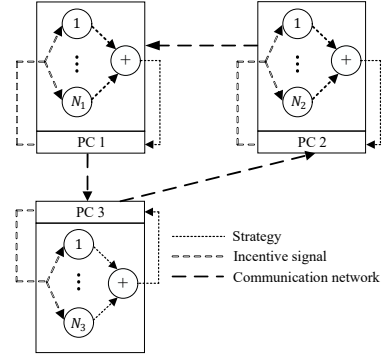 1
+
⋮
N1
PC 1
1
+
⋮
N2
PC 2
PC 3
1
+
⋮
N3
Strategy
Incentive signal
Communication network